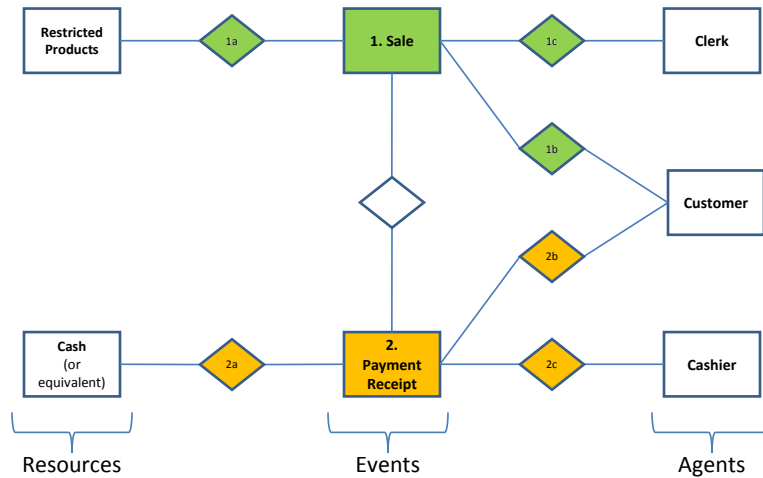 Restricted
Products
1a
1. Sale
1c
Clerk
1b
Customer
2b
Cash
(or
equivalent)
2a
2.
Payment
Receipt
2c
Cashier
Resources
Events
Agents